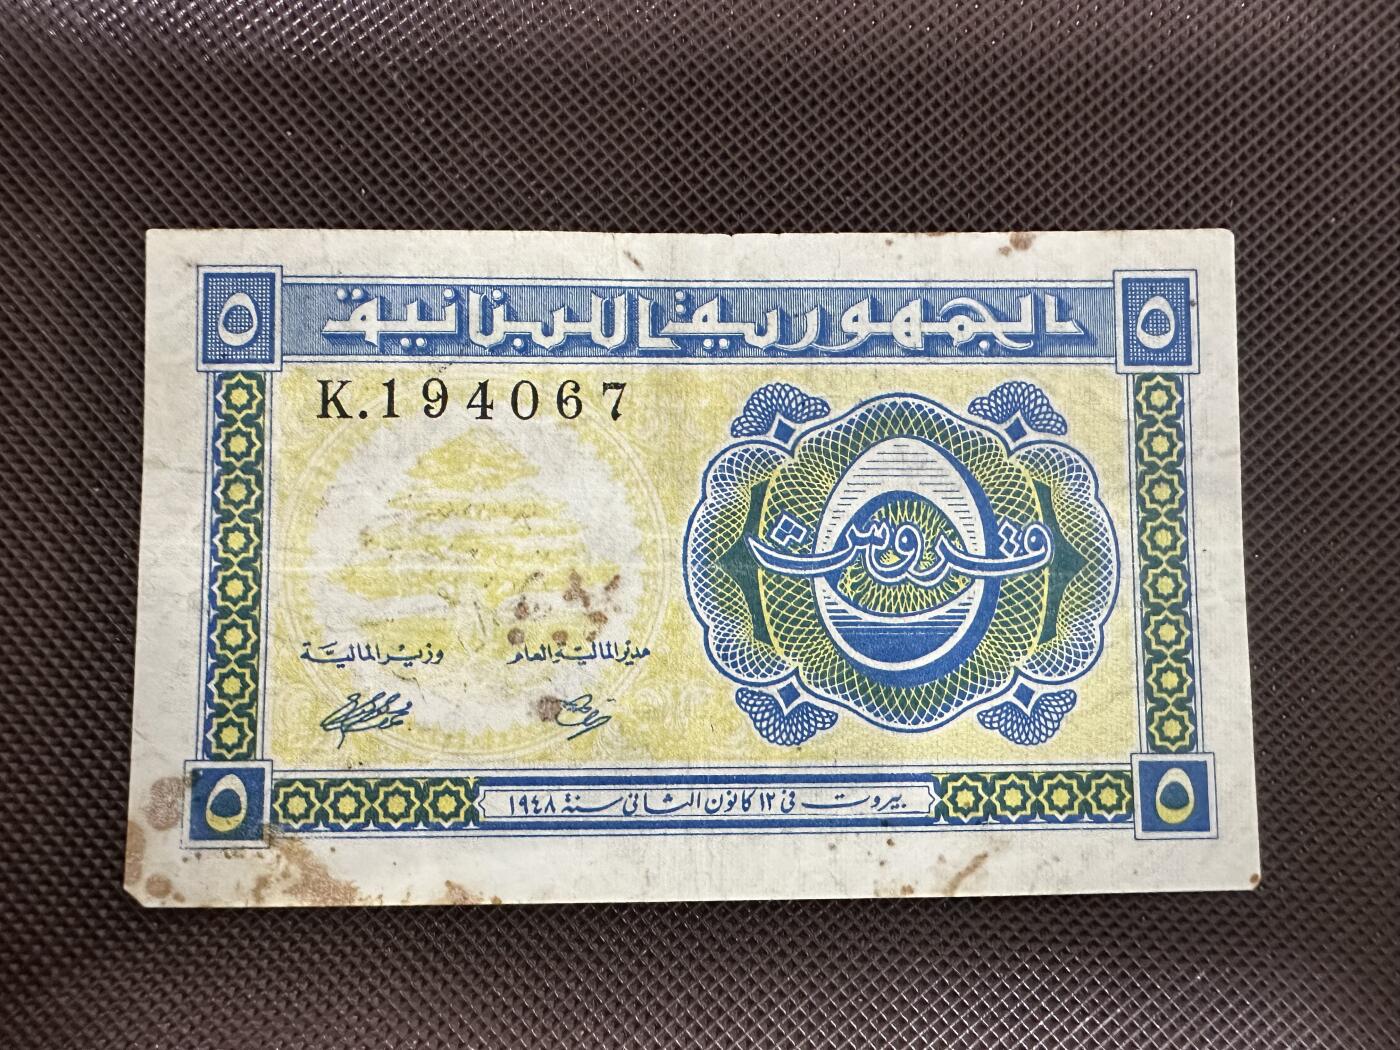 ٥ الجمهورية اللبنانية ٥
K.194067
٥ قروش
مدير المالية العام
وزير المالية
٥ بيروت في ١٢ كانون الثاني سنة ١٩٤٨ ٥